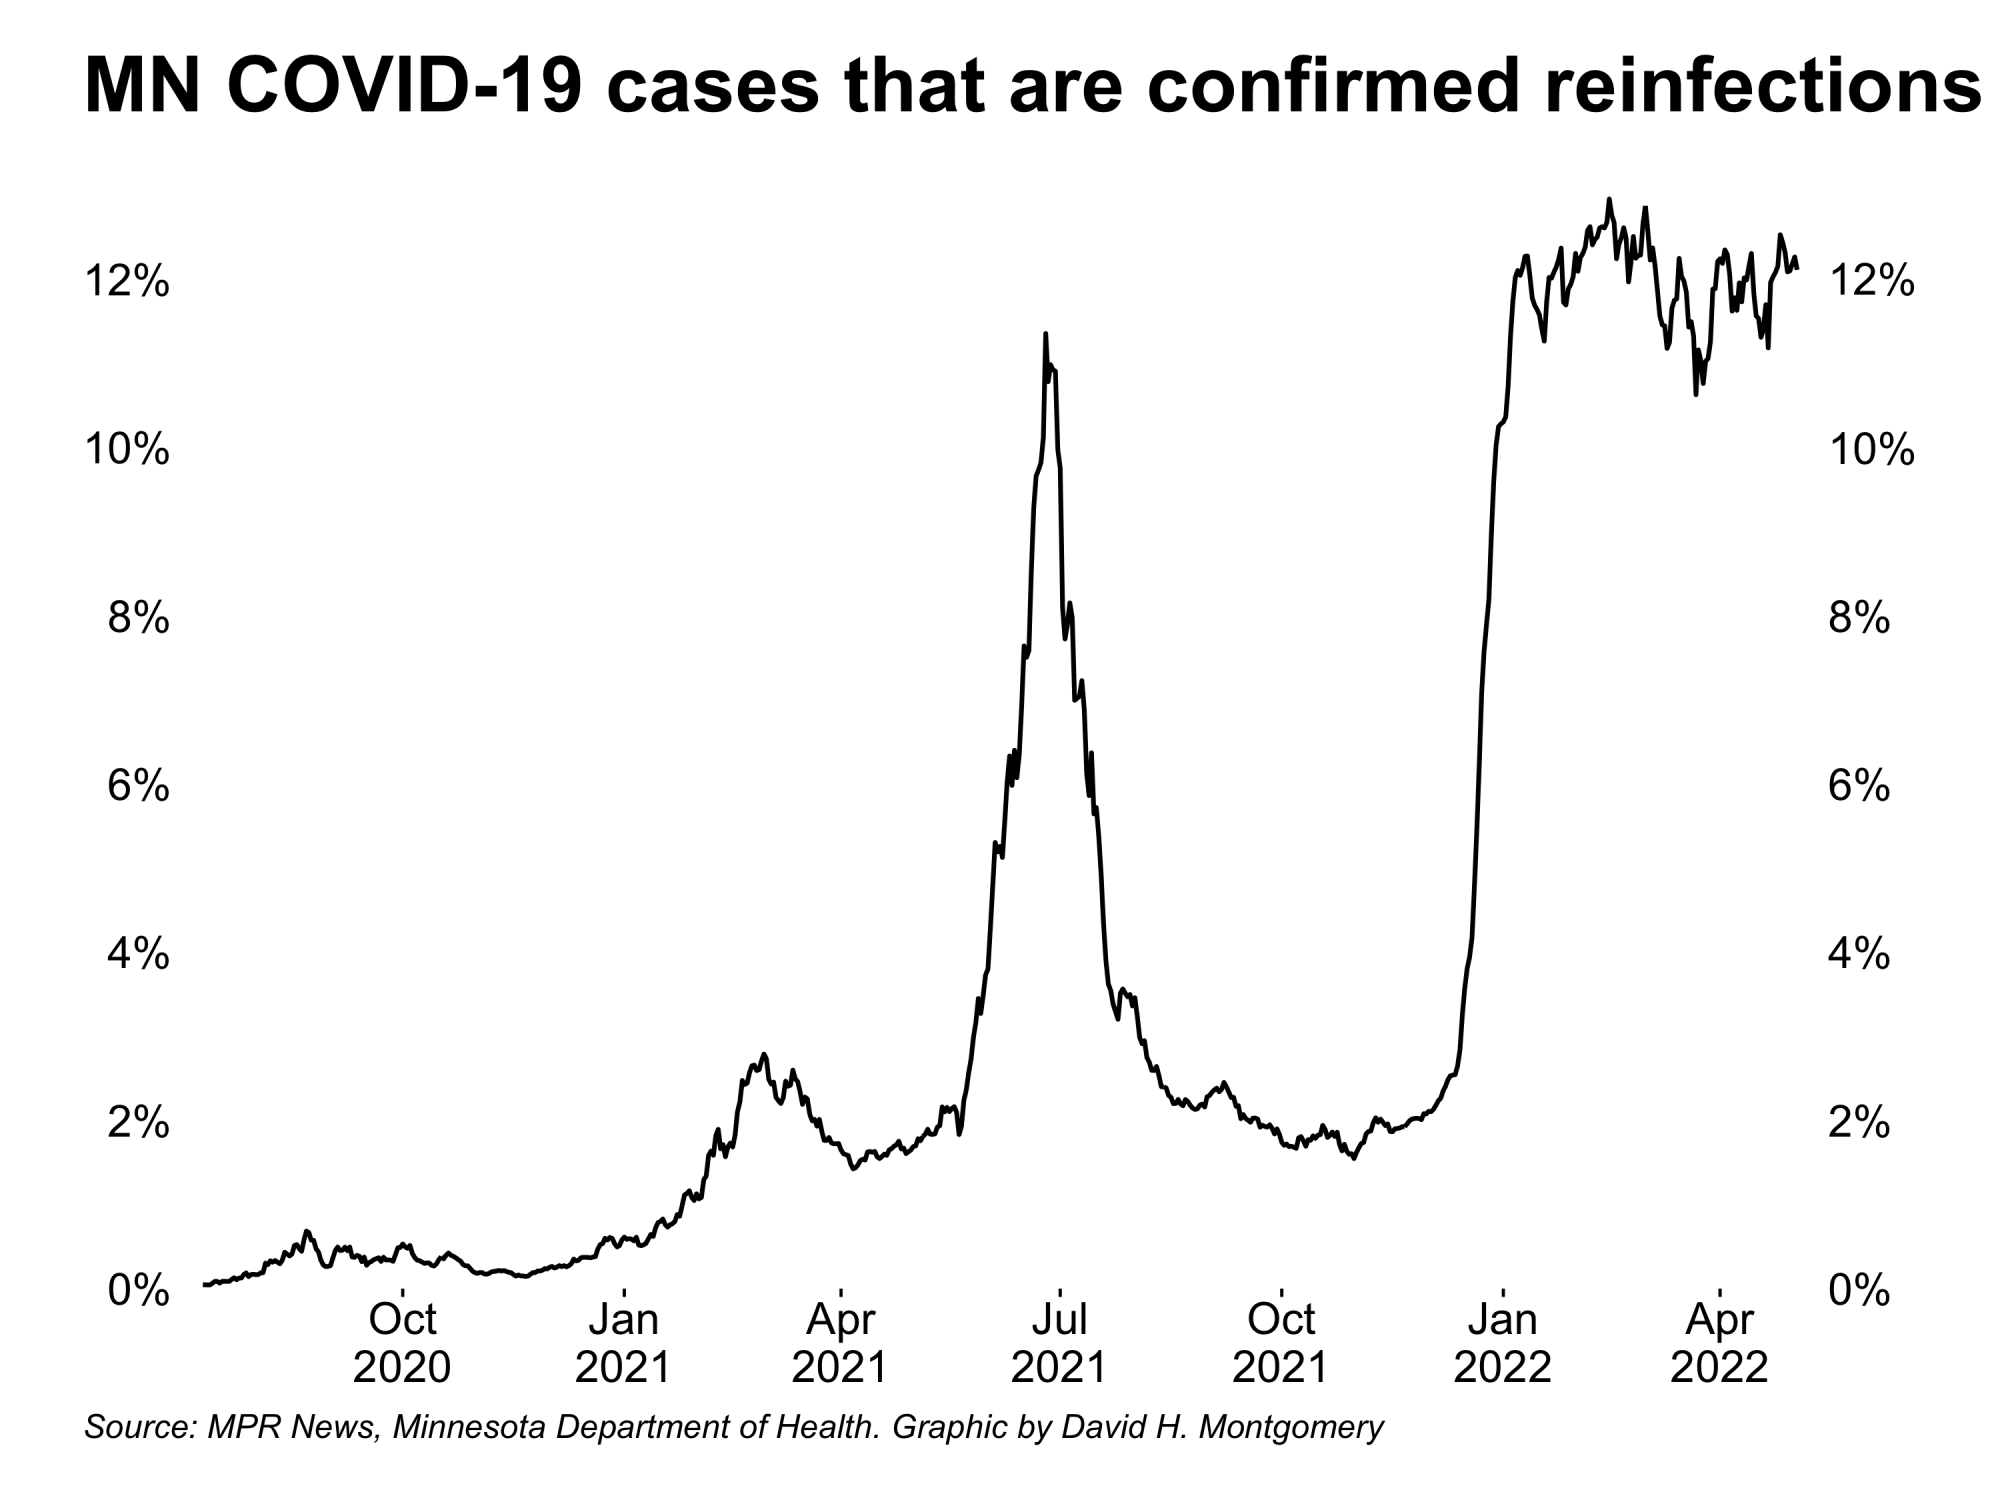 MN COVID-19 cases that are confirmed reinfections
12% 12%
10% 10%
8% 8%
6% 6%
4% 4%
2% 2%
0% 0%
Oct Jan Apr Jul Oct Jan Apr
2020 2021 2021 2021 2021 2022 2022
Source: MPR News, Minnesota Department of Health. Graphic by David H. Montgomery